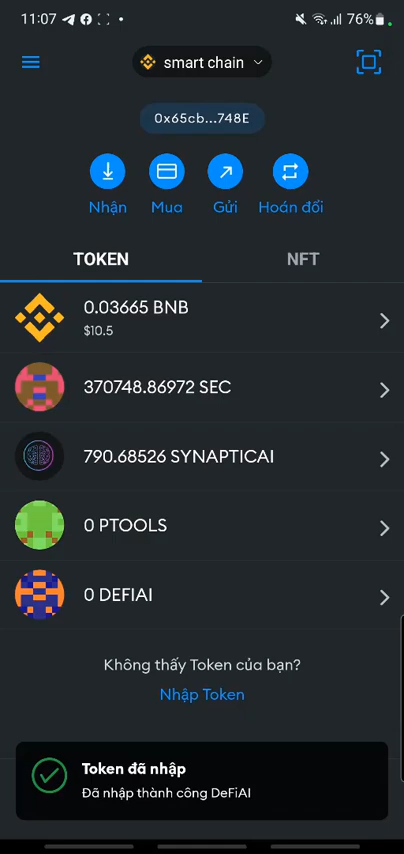 11:07
76%
smart chain
0x65cb...748E
Nhận
Mua
Gửi
Hoán đổi
TOKEN
NFT
0.03665 BNB
$10.5
370748.86972 SEC
790.68526 SYNAPTICAI
0 PTOOLS
0 DEFIAI
Không thấy Token của bạn?
Nhập Token
Token đã nhập
Đã nhập thành công DeFiAI